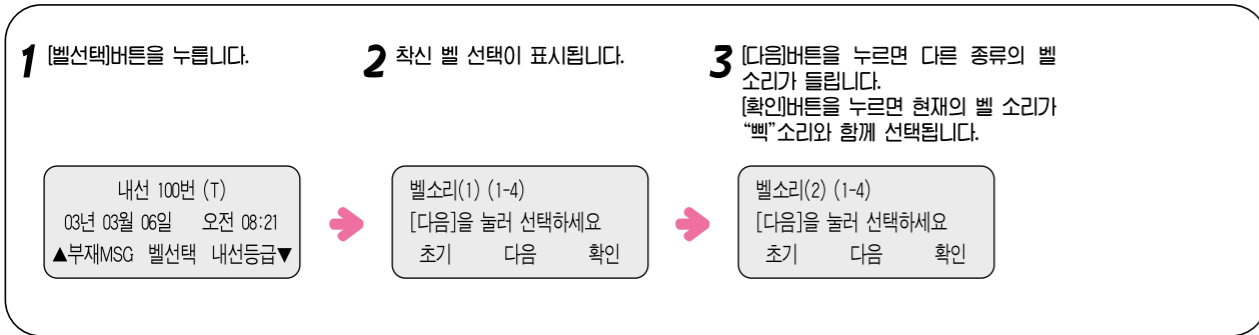 1 [벨선택]버튼을 누릅니다.
2 착신 벨 선택이 표시됩니다.
3 [다음]버튼을 누르면 다른 종류의 벨
소리가 들립니다.
[확인]버튼을 누르면 현재의 벨 소리가
“삑”소리와 함께 선택됩니다.
내선 100번 (T)
03년 03월 06일 오전 08:21
▲부재MSG 벨선택 내선등급▼
벨소리(1) (1-4)
[다음]을 눌러 선택하세요
초기 다음 확인
벨소리(2) (1-4)
[다음]을 눌러 선택하세요
초기 다음 확인